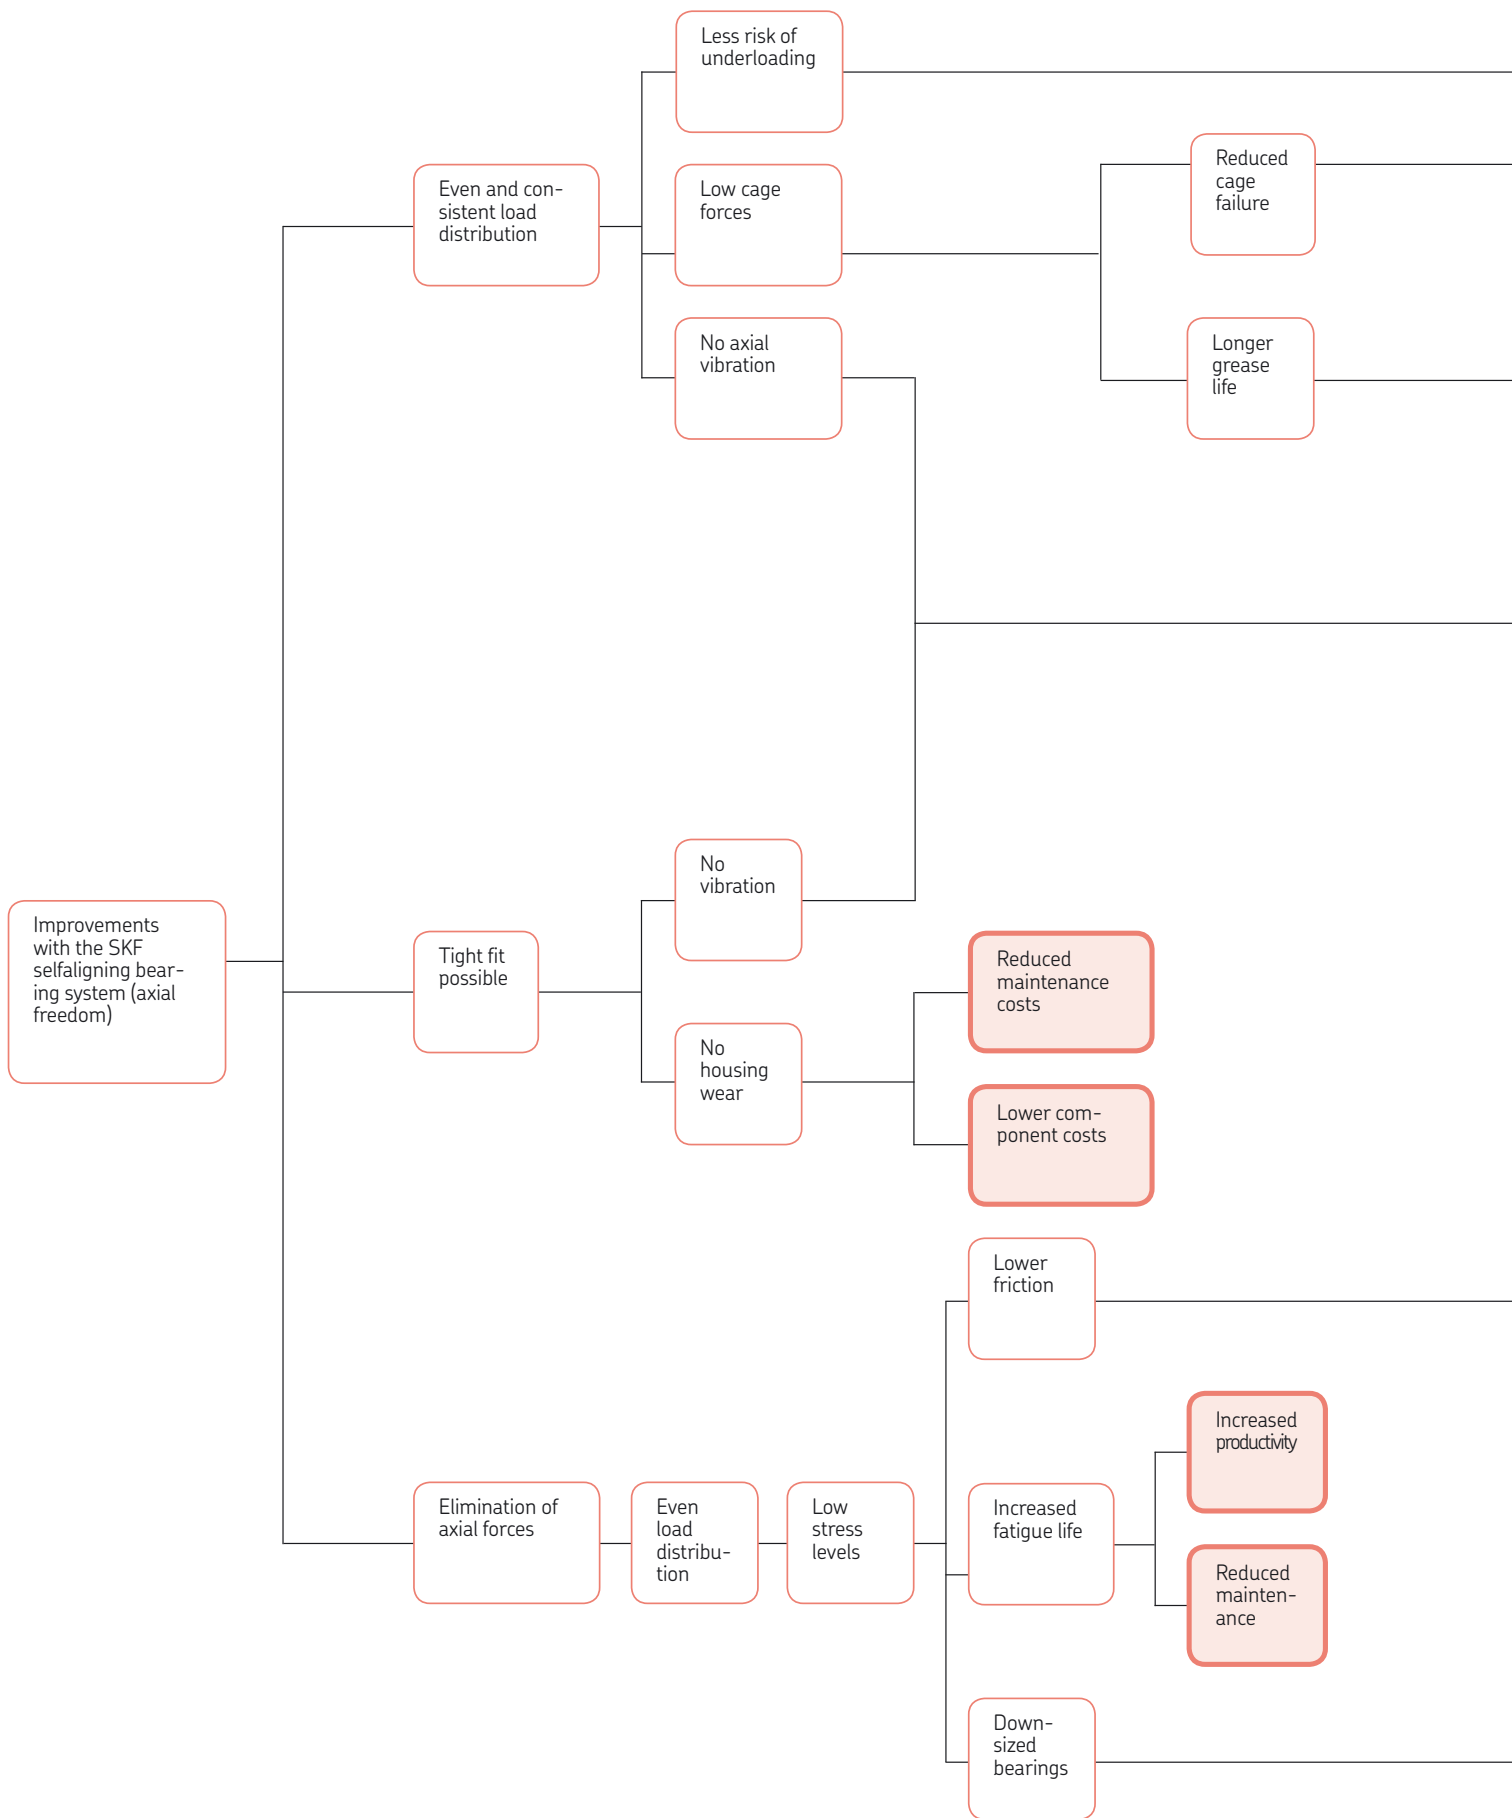 Less risk of
underloading
Even and con-
sistent load
distribution
Low cage
forces
Reduced
cage
failure
No axial
vibration
Longer
grease
life
Improvements
with the SKF
selfaligning bear-
ing system (axial
freedom)
Tight fit
possible
No
vibration
No
housing
wear
Reduced
maintenance
costs
Lower com-
ponent costs
Elimination of
axial forces
Even
load
distribu-
tion
Low
stress
levels
Lower
friction
Increased
fatigue life
Increased
productivity
Reduced
mainten-
ance
Down-
sized
bearings